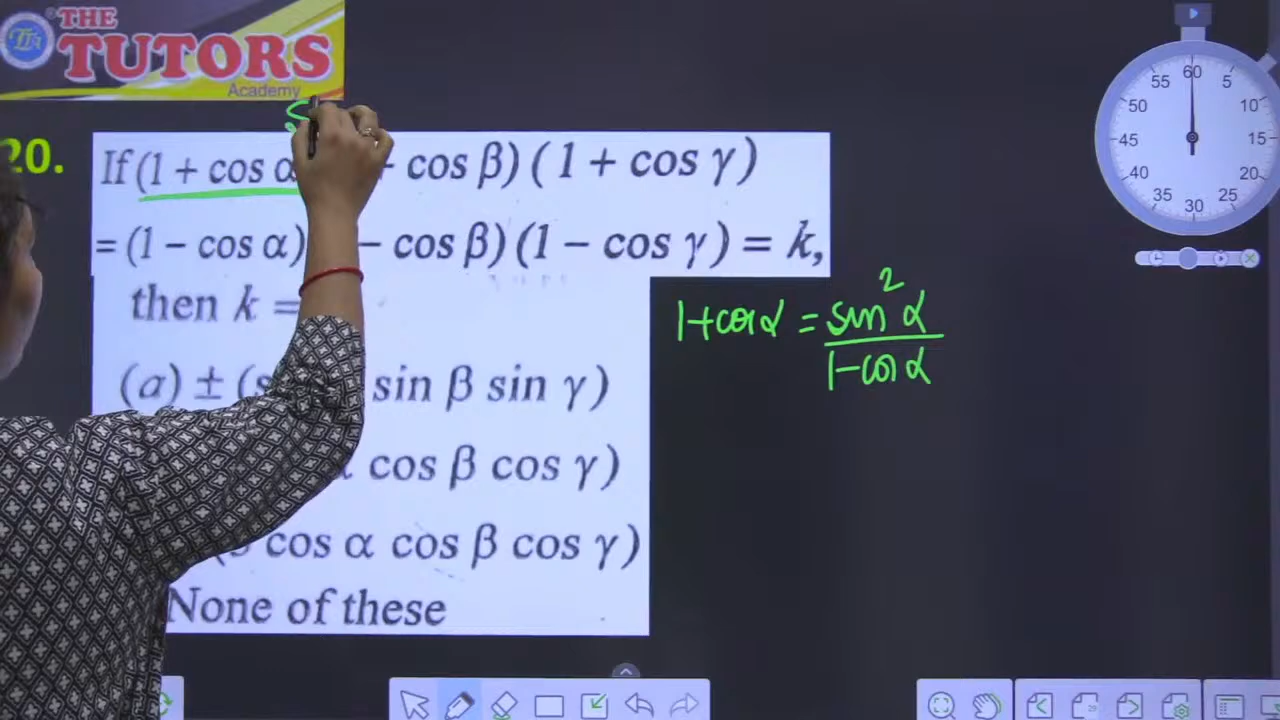 THE
TUTORS
Academy
20.
If (1 + cos α cos β) (1 + cos γ)
= (1 – cos α) – cos β) (1 – cos γ) = k,
then k =
(a) ± ( sin β sin γ)
cos β cos γ)
cos α cos β cos γ)
None of these
1+cosα = sin²α
1-cosα
60
55 5
50 10
45 15
40 20
35 25
30